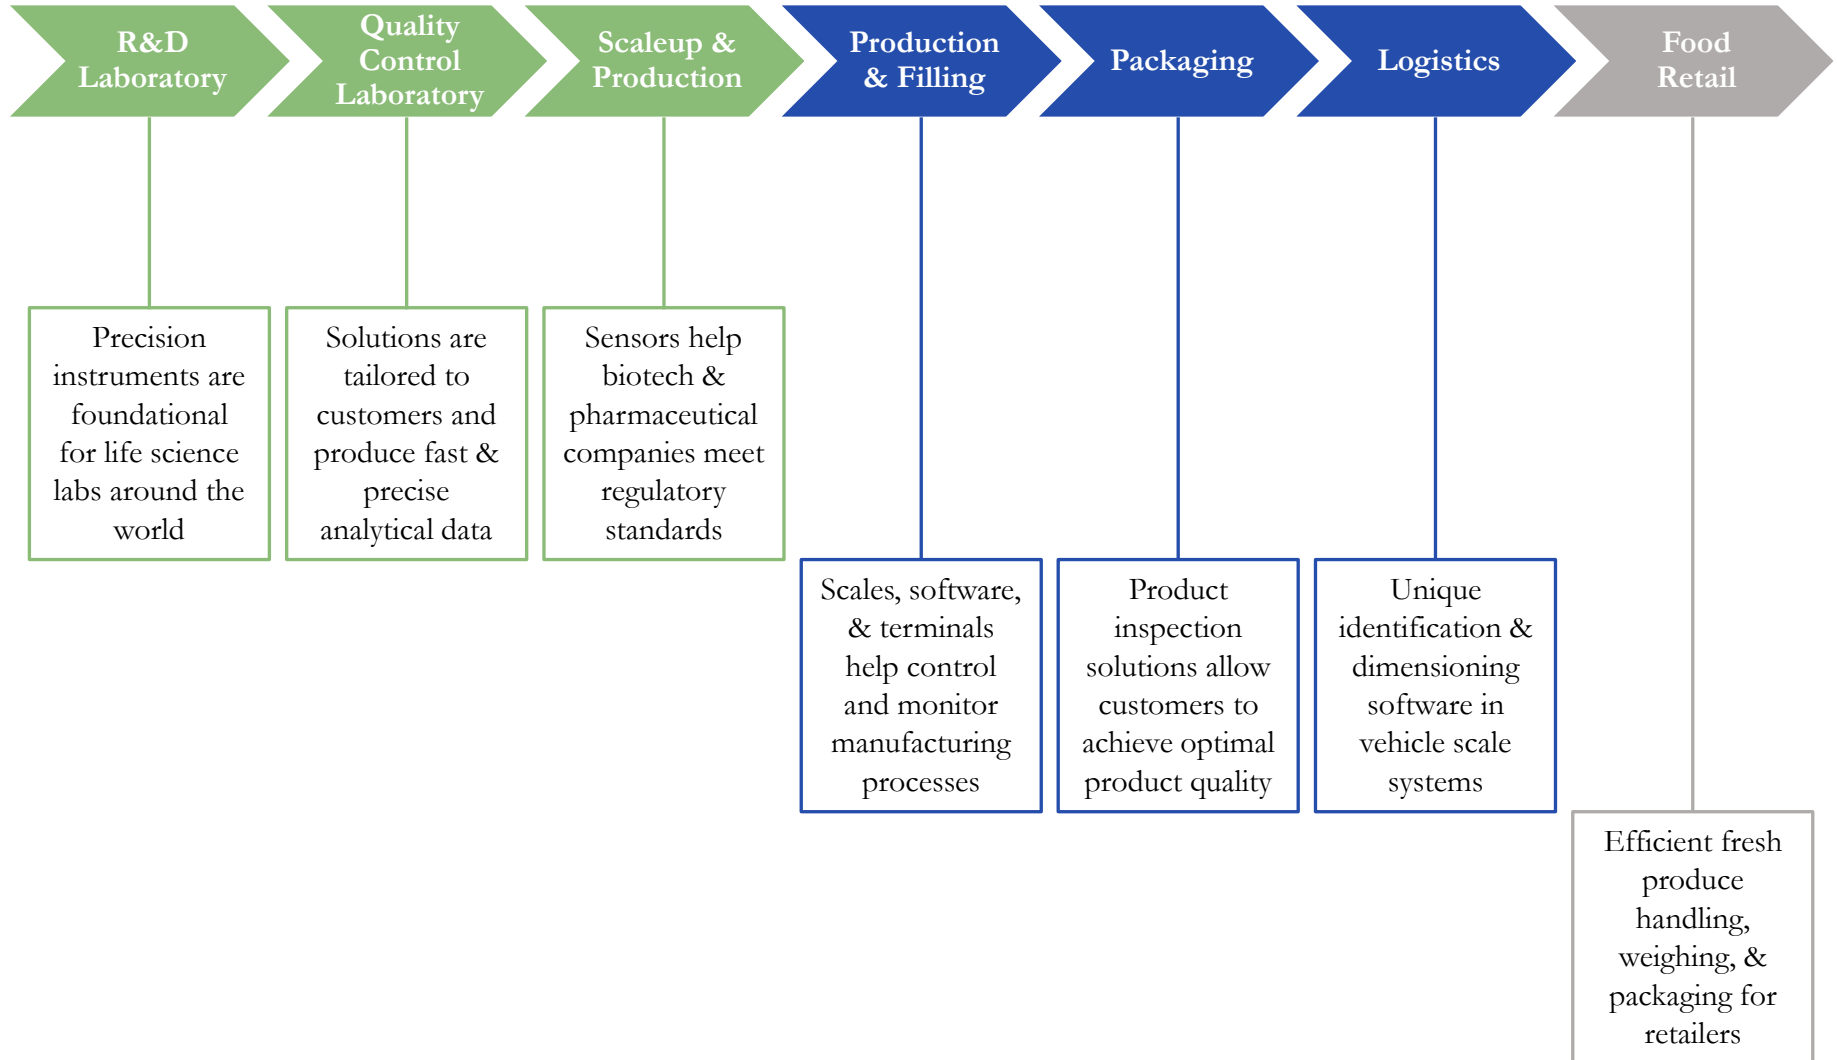 R&D
Laboratory
Quality
Control
Laboratory
Scaleup &
Production
Production
& Filling
Packaging
Logistics
Food
Retail
Precision
instruments are
foundational
for life science
labs around the
world
Solutions are
tailored to
customers and
produce fast &
precise
analytical data
Sensors help
biotech &
pharmaceutical
companies meet
regulatory
standards
Scales, software,
& terminals
help control
and monitor
manufacturing
processes
Product
inspection
solutions allow
customers to
achieve optimal
product quality
Unique
identification &
dimensioning
software in
vehicle scale
systems
Efficient fresh
produce
handling,
weighing, &
packaging for
retailers